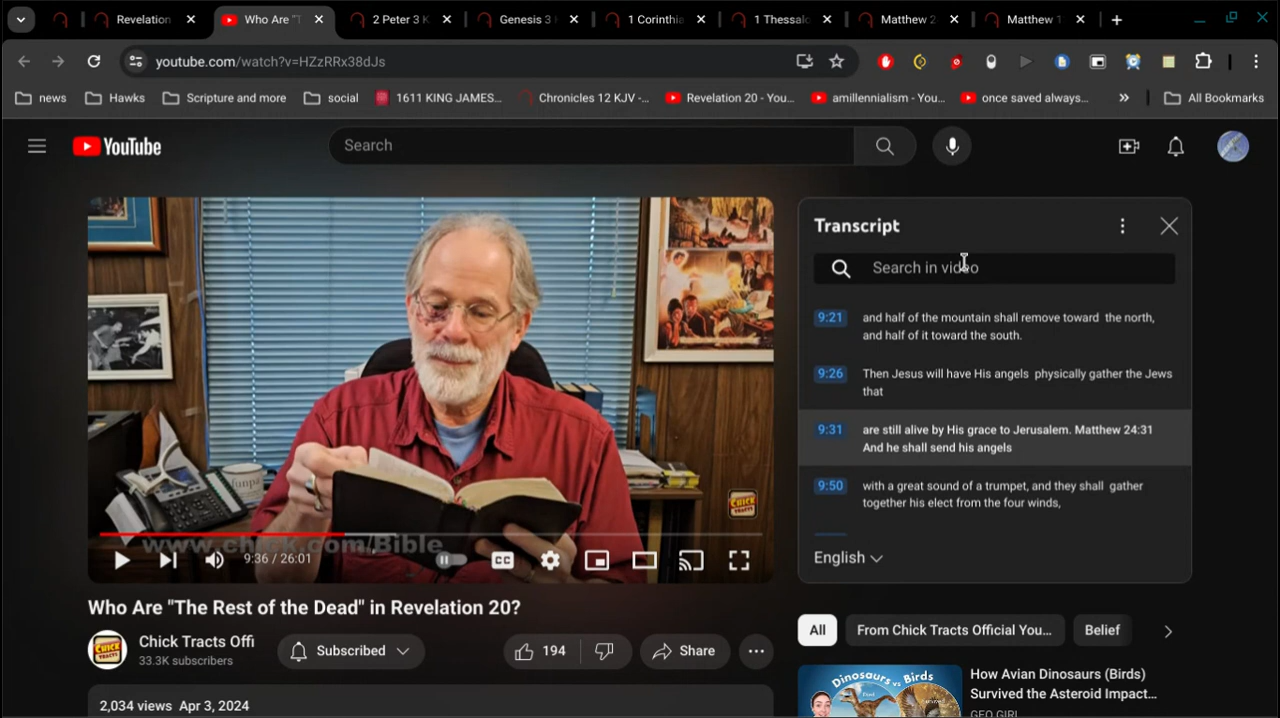 Revelation
Who Are "T
2 Peter 3 K
Genesis 3
1 Corinthia
1 Thessalo
Matthew 2
Matthew 1
youtube.com/watch?v=HZzRRx38dJs
news
Hawks
Scripture and more
social
1611 KING JAMES...
Chronicles 12 KJV -...
Revelation 20 - You...
amillennialism - You...
once saved always...
All Bookmarks
YouTube
Search
Transcript
Search in video
9:21 and half of the mountain shall remove toward the north,
and half of it toward the south.
9:26 Then Jesus will have His angels physically gather the Jews
that
9:31 are still alive by His grace to Jerusalem. Matthew 24:31
And he shall send his angels
9:50 with a great sound of a trumpet, and they shall gather
together his elect from the four winds,
English
CHICK
TRACTS
www.chick.com/Bible
9:36 / 26:01
CC
Who Are "The Rest of the Dead" in Revelation 20?
CHICK
TRACTS
Chick Tracts Offi
33.3K subscribers
Subscribed
194
Share
All
From Chick Tracts Official You...
Belief
2,034 views Apr 3, 2024
Dinosaurs vs Birds
How Avian Dinosaurs (Birds)
Survived the Asteroid Impact...
GEO GIRL